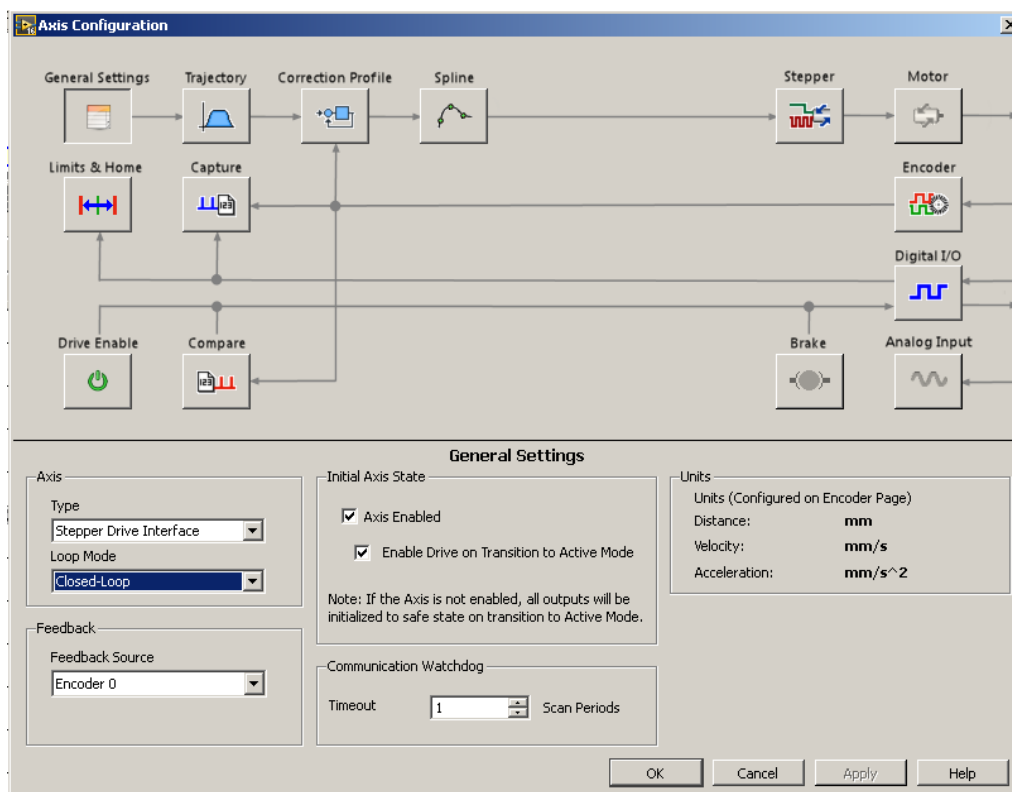 Axis Configuration
General Settings Trajectory Correction Profile Spline Stepper Motor
Limits & Home Capture Encoder
Digital I/O
Drive Enable Compare Brake Analog Input
General Settings
Axis
Type
Stepper Drive Interface
Loop Mode
Closed-Loop
Feedback
Feedback Source
Encoder 0
Initial Axis State
Axis Enabled
Enable Drive on Transition to Active Mode
Note: If the Axis is not enabled, all outputs will be
initialized to safe state on transition to Active Mode.
Communication Watchdog
Timeout 1 Scan Periods
Units
Units (Configured on Encoder Page)
Distance: mm
Velocity: mm/s
Acceleration: mm/s^2
OK Cancel Apply Help